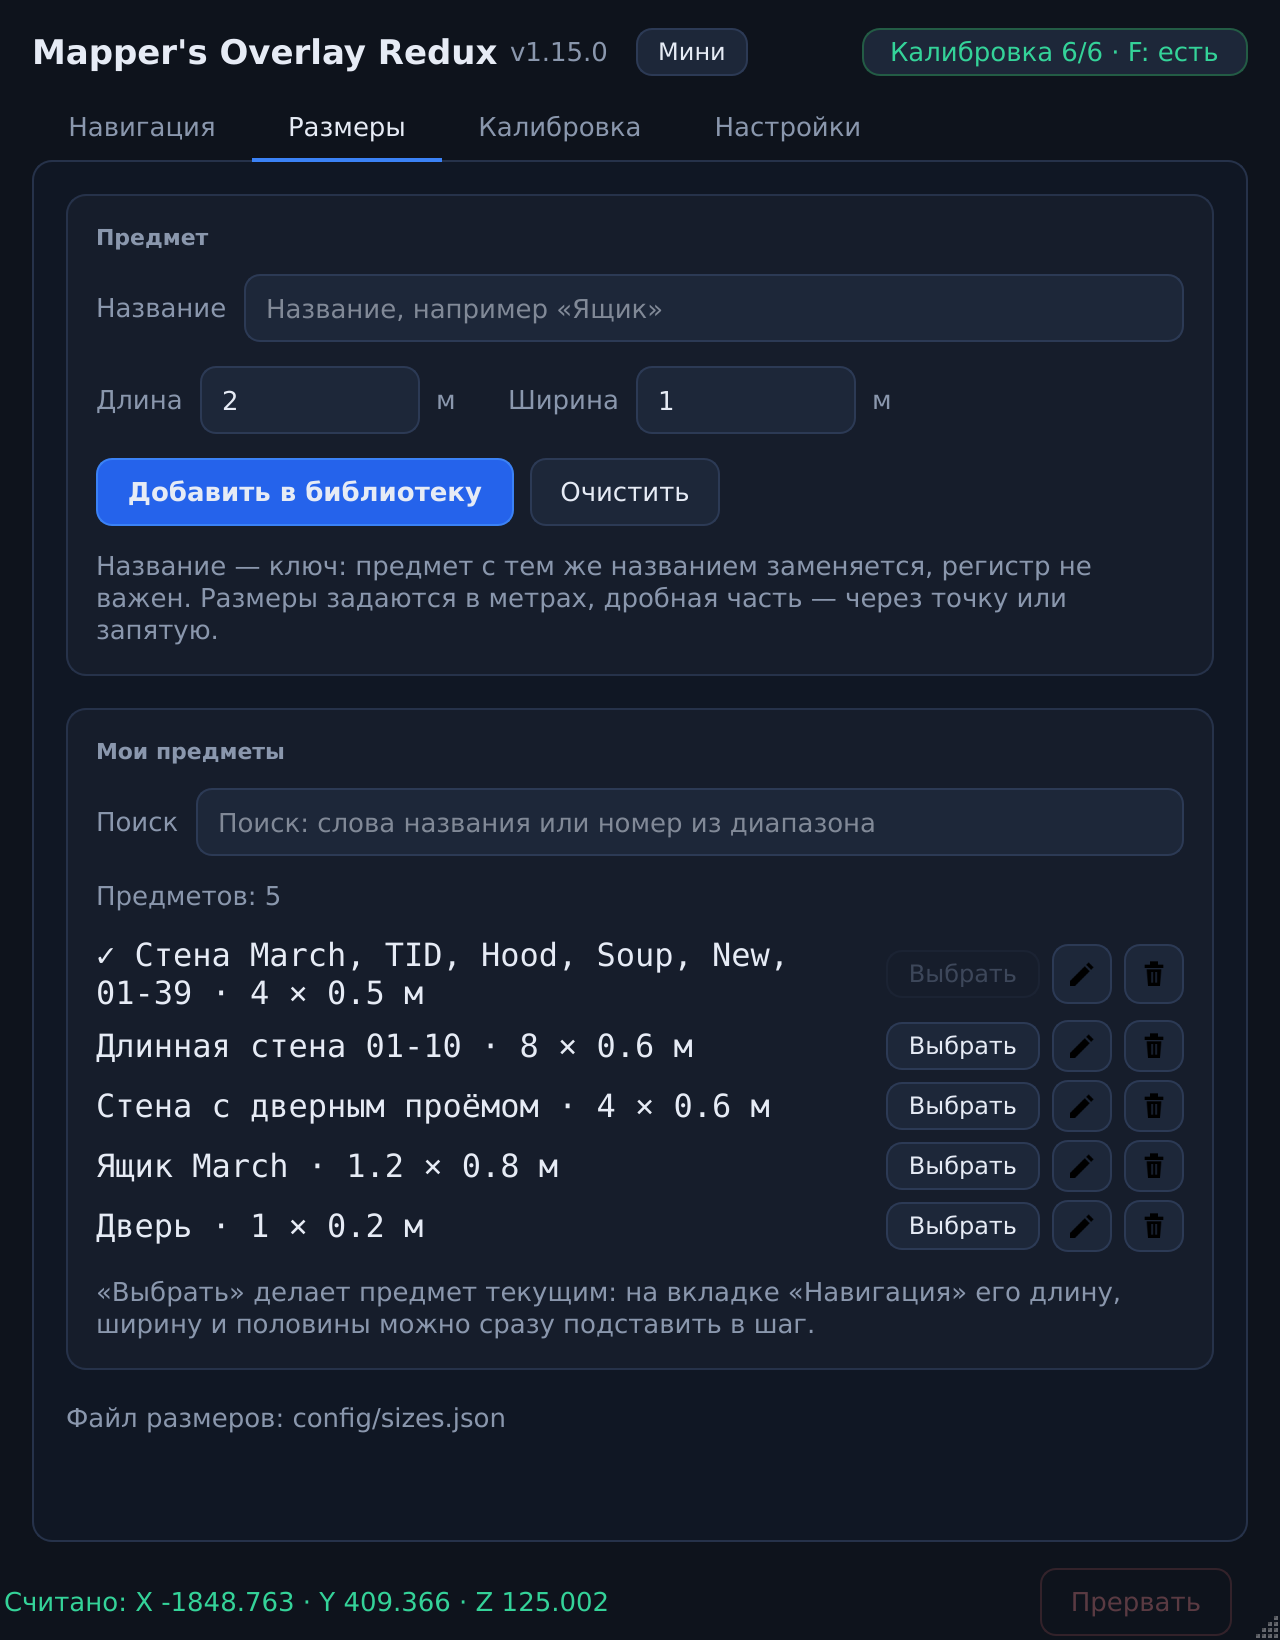 Mapper's Overlay Redux v1.15.0 Мини Калибровка 6/6 · F: есть
Навигация Размеры Калибровка Настройки
Предмет
Название Название, например «Ящик»
Длина 2 м Ширина 1 м
Добавить в библиотеку Очистить
Название — ключ: предмет с тем же названием заменяется, регистр не
важен. Размеры задаются в метрах, дробная часть — через точку или
запятую.
Мои предметы
Поиск Поиск: слова названия или номер из диапазона
Предметов: 5
✓ Стена March, TID, Hood, Soup, New,
01-39 · 4 × 0.5 м Выбрать
Длинная стена 01-10 · 8 × 0.6 м Выбрать
Стена с дверным проёмом · 4 × 0.6 м Выбрать
Ящик March · 1.2 × 0.8 м Выбрать
Дверь · 1 × 0.2 м Выбрать
«Выбрать» делает предмет текущим: на вкладке «Навигация» его длину,
ширину и половины можно сразу подставить в шаг.
Файл размеров: config/sizes.json
Считано: X -1848.763 · Y 409.366 · Z 125.002 Прервать